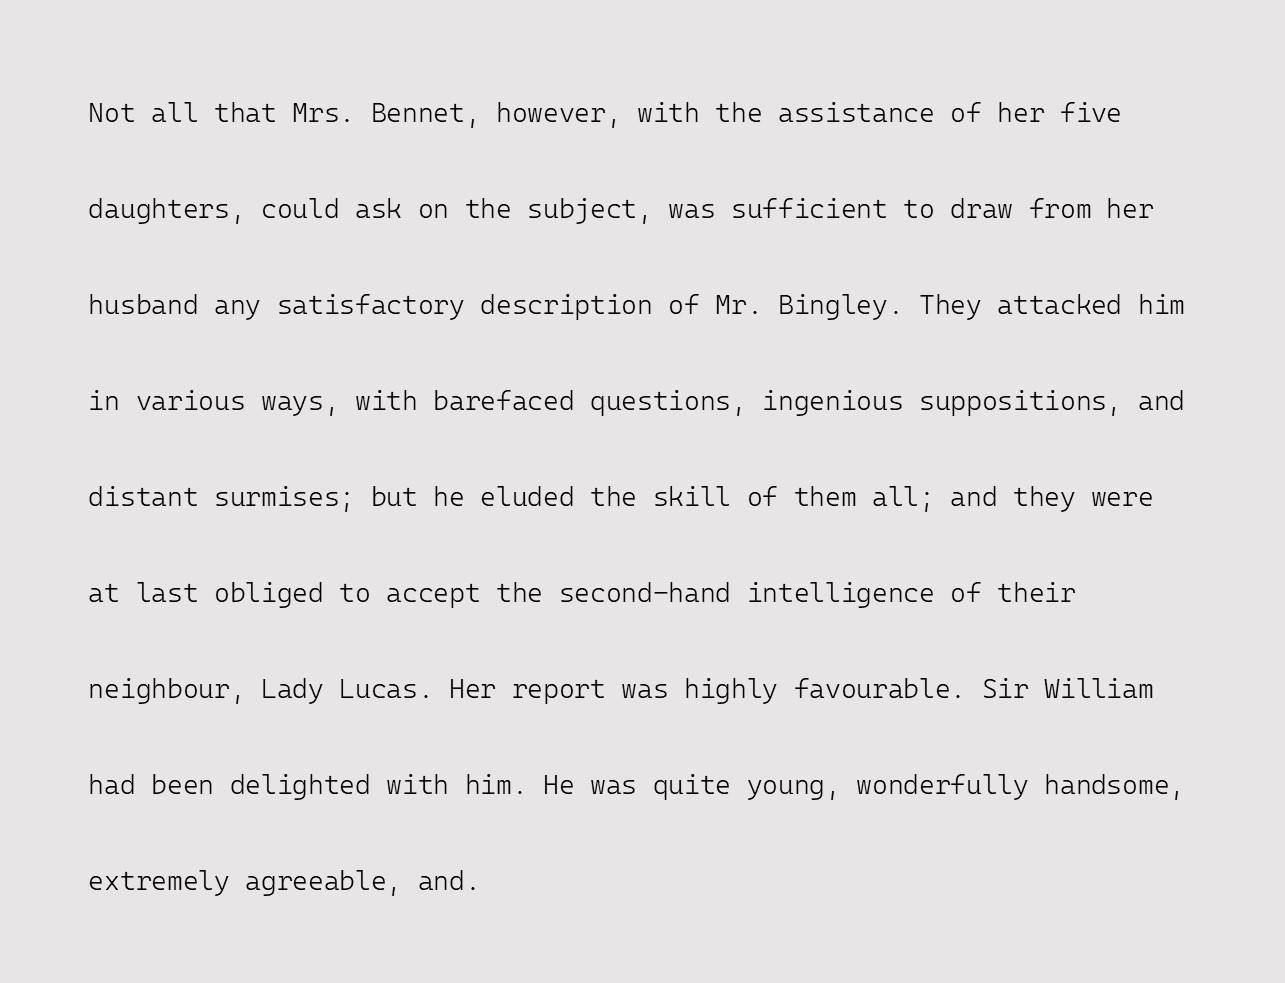 Not all that Mrs. Bennet, however, with the assistance of her five
daughters, could ask on the subject, was sufficient to draw from her
husband any satisfactory description of Mr. Bingley. They attacked him
in various ways, with barefaced questions, ingenious suppositions, and
distant surmises; but he eluded the skill of them all; and they were
at last obliged to accept the second-hand intelligence of their
neighbour, Lady Lucas. Her report was highly favourable. Sir William
had been delighted with him. He was quite young, wonderfully handsome,
extremely agreeable, and.